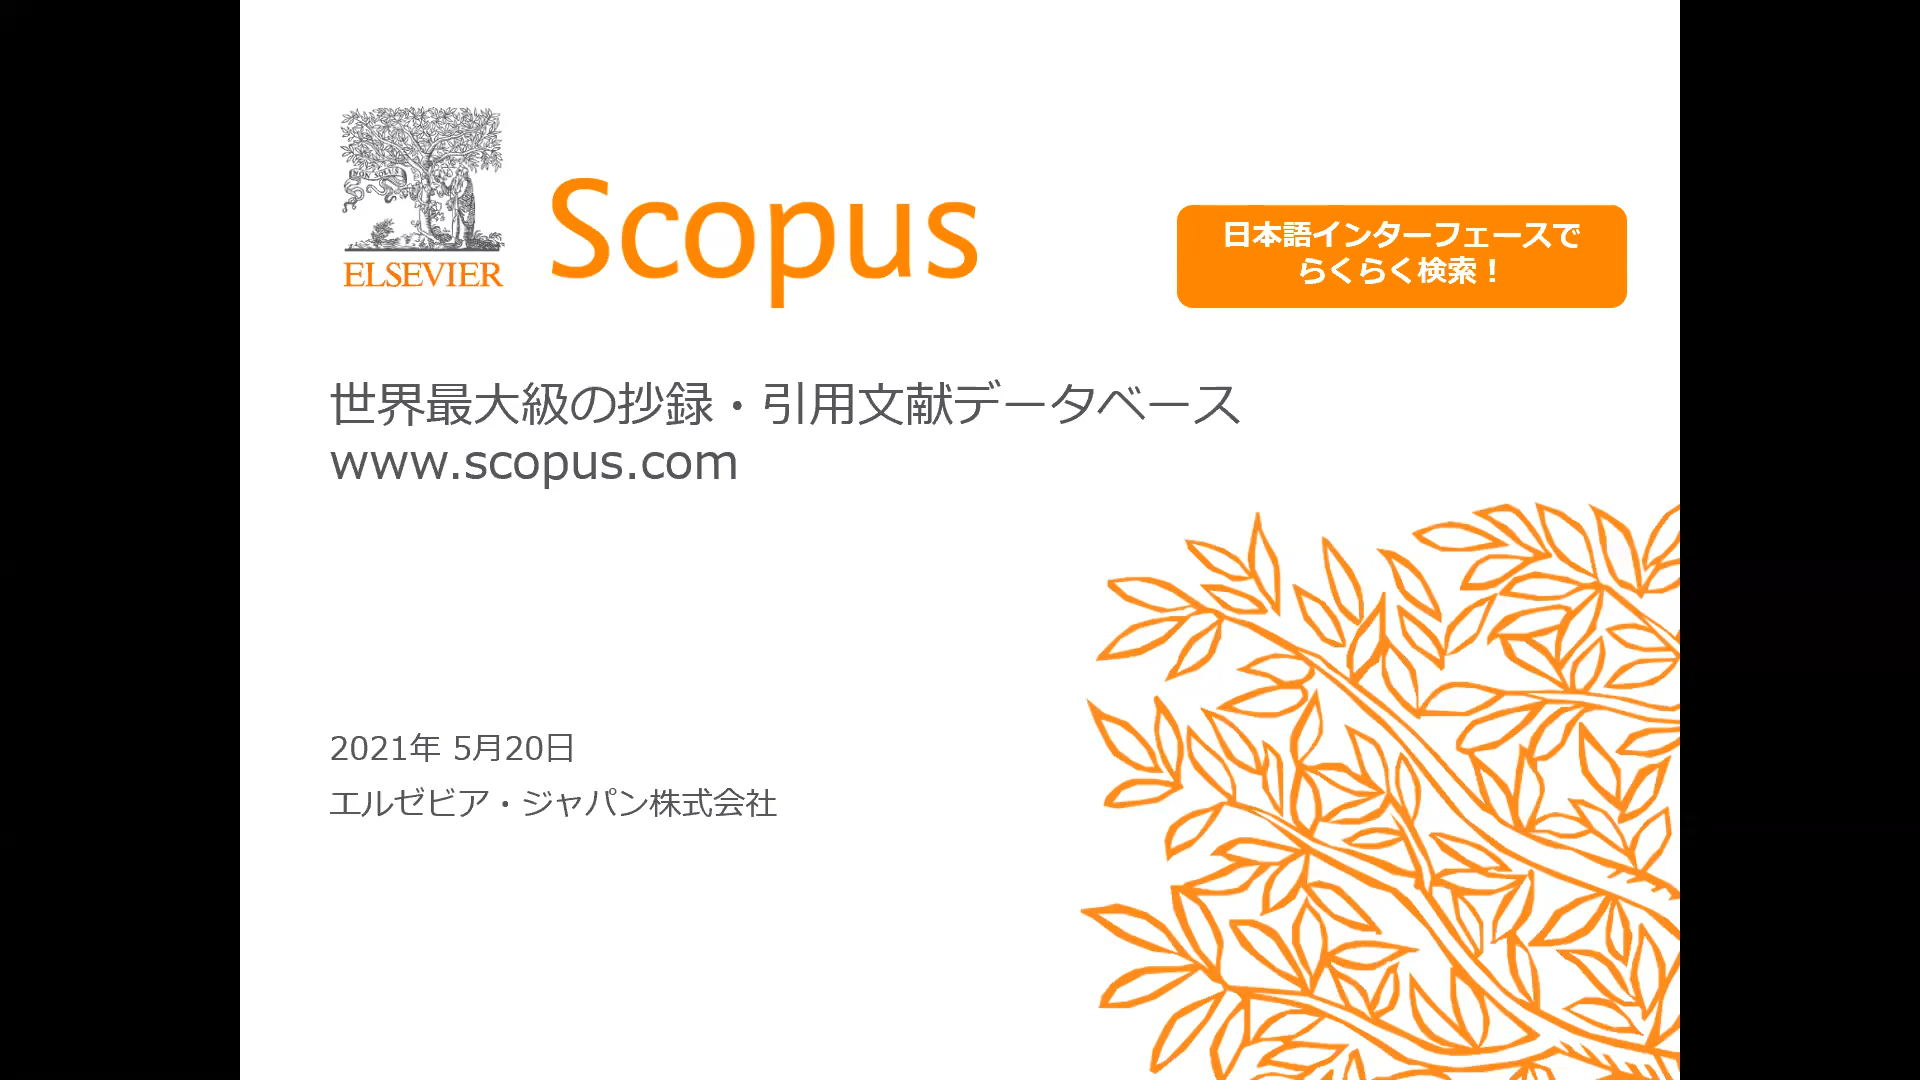 NON SOLUS
ELSEVIER
Scopus
日本語インターフェースで
らくらく検索！
世界最大級の抄録・引用文献データベース
www.scopus.com
2021年 5月20日
エルゼビア・ジャパン株式会社